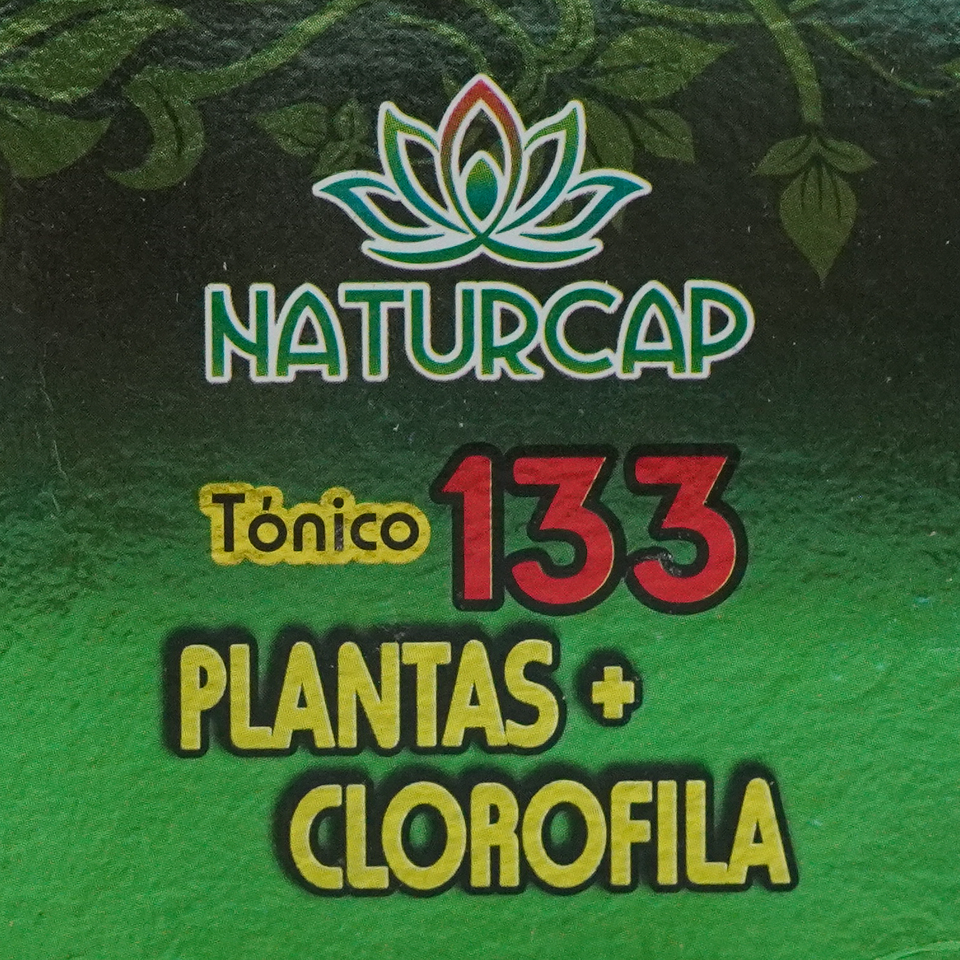 NATURCAP
Tónico 133
PLANTAS +
CLOROFILA